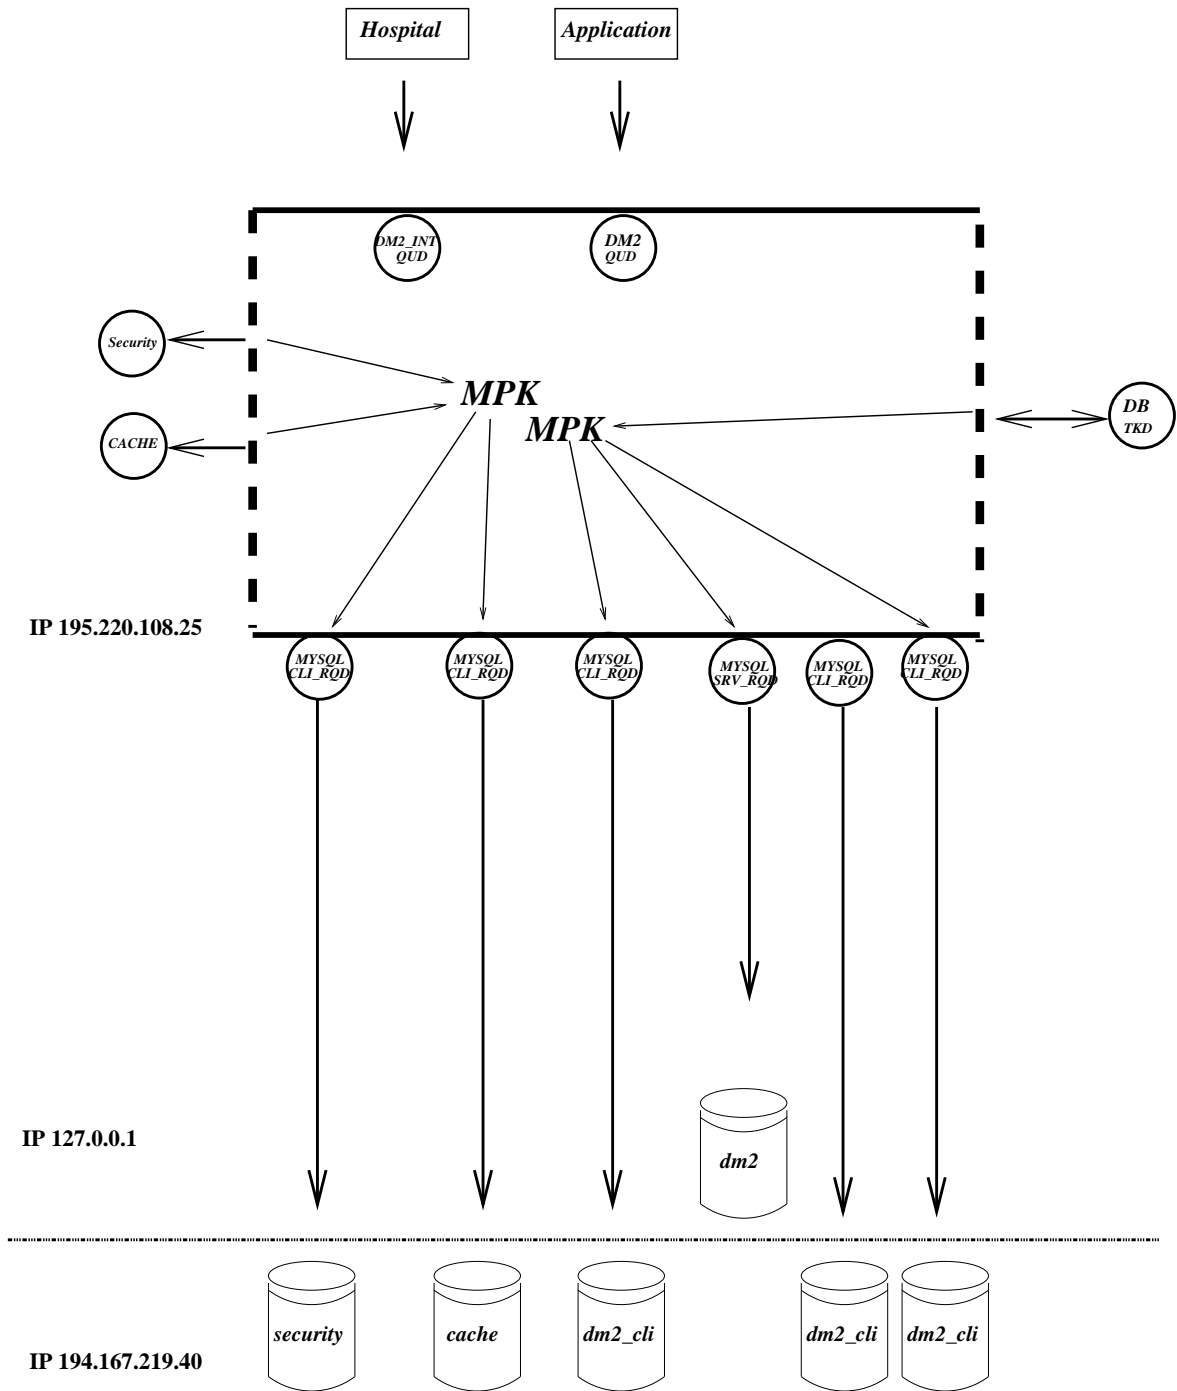 Hospital
Application
DM2_INT
QUD
DM2
QUD
Security
MPK
MPK
DB
TKD
CACHE
IP 195.220.108.25
MYSQL
CLI_RQD
MYSQL
CLI_RQD
MYSQL
CLI_RQD
MYSQL
SRV_RQD
MYSQL
CLI_RQD
MYSQL
CLI_RQD
IP 127.0.0.1
dm2
security
cache
dm2_cli
dm2_cli
dm2_cli
IP 194.167.219.40